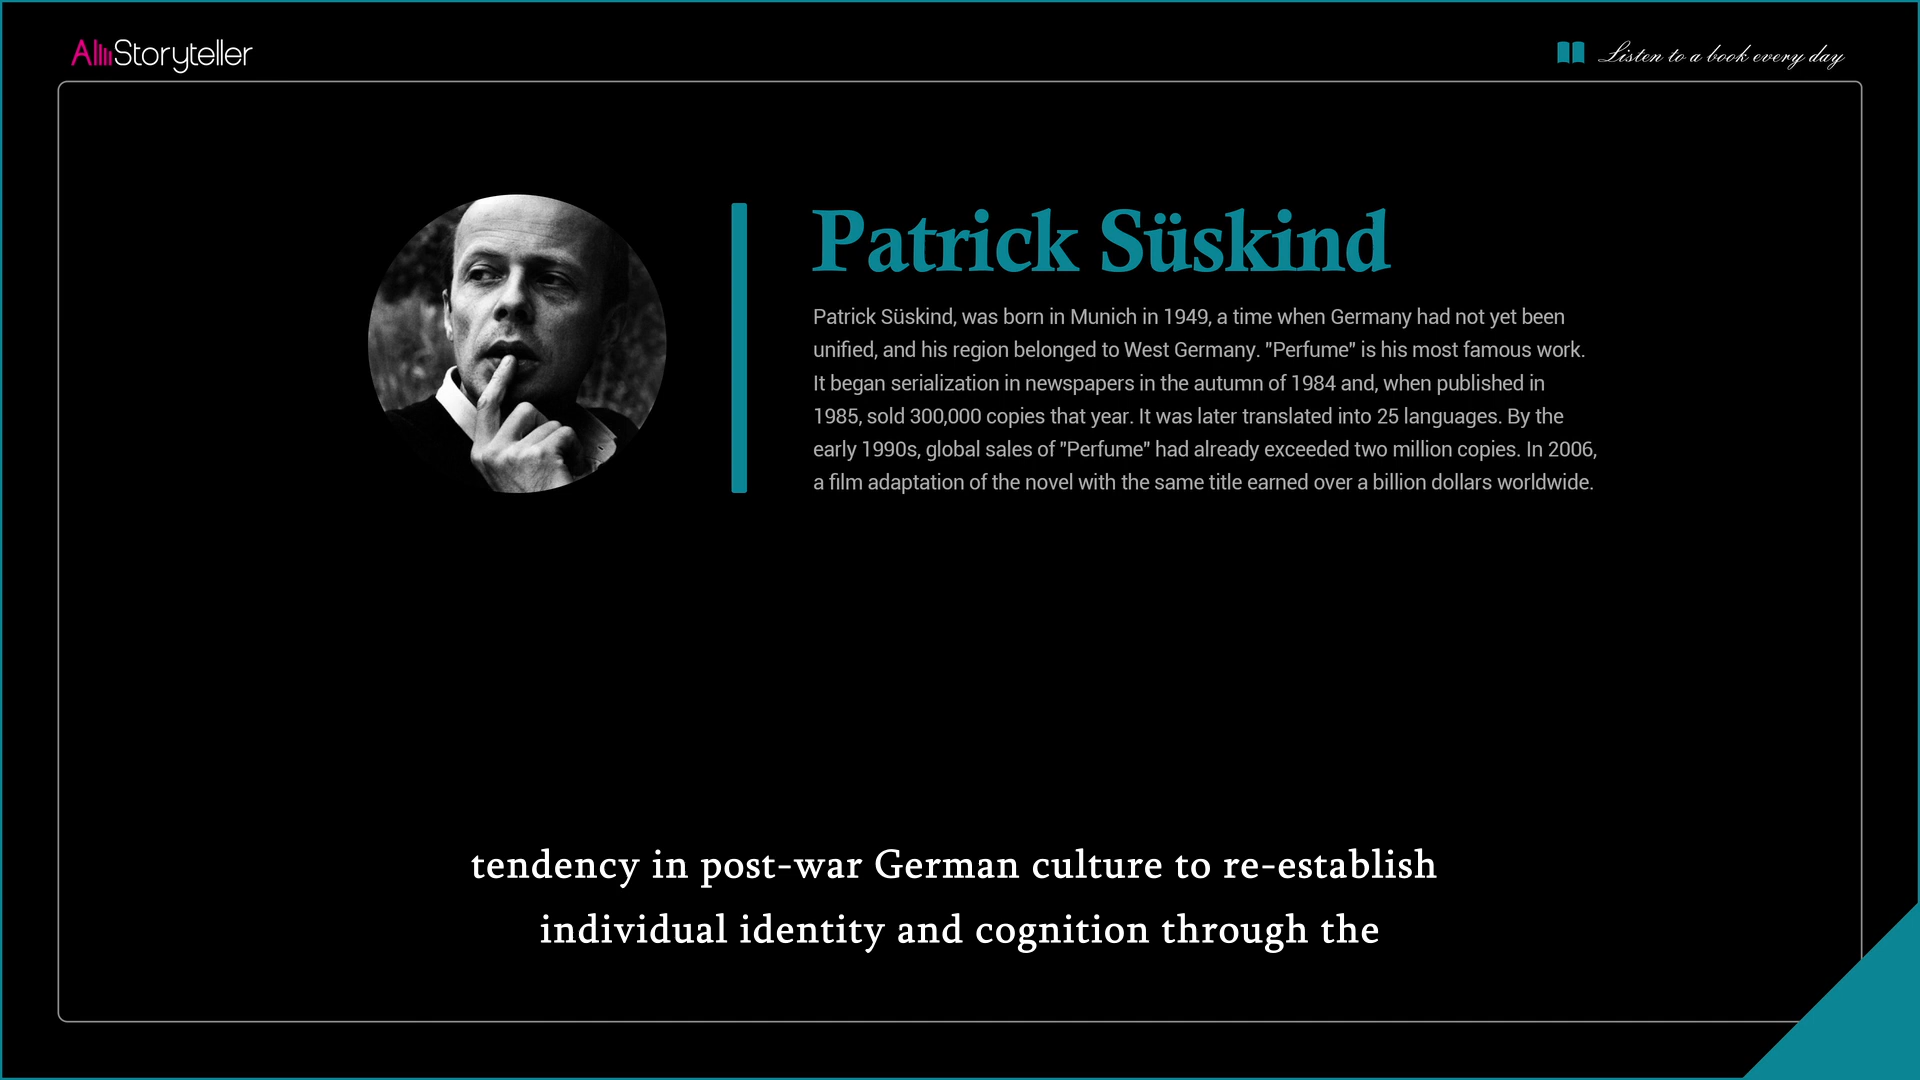 AllStoryteller
Listen to a book every day
Patrick Süskind
Patrick Süskind, was born in Munich in 1949, a time when Germany had not yet been
unified, and his region belonged to West Germany. "Perfume" is his most famous work.
It began serialization in newspapers in the autumn of 1984 and, when published in
1985, sold 300,000 copies that year. It was later translated into 25 languages. By the
early 1990s, global sales of "Perfume" had already exceeded two million copies. In 2006,
a film adaptation of the novel with the same title earned over a billion dollars worldwide.
tendency in post-war German culture to re-establish
individual identity and cognition through the